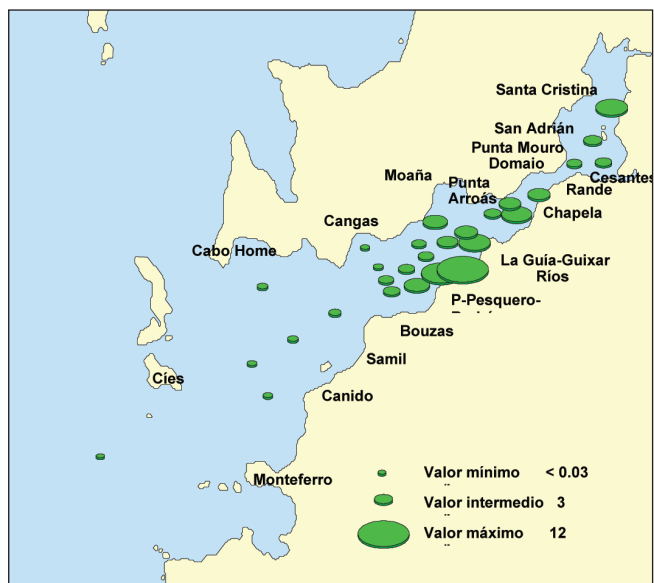 Santa Cristina
San Adrián
Punta Mouro
Domaio
Cesantes
Moaña
Punta
Arroás
Rande
Chapela
Cangas
Cabo Home
La Guía-Guixar
Ríos
P-Pesquero-
Bouzas
Samil
Cíes
Canido
Monteferro
Valor mínimo < 0.03
Valor intermedio 3
Valor máximo 12